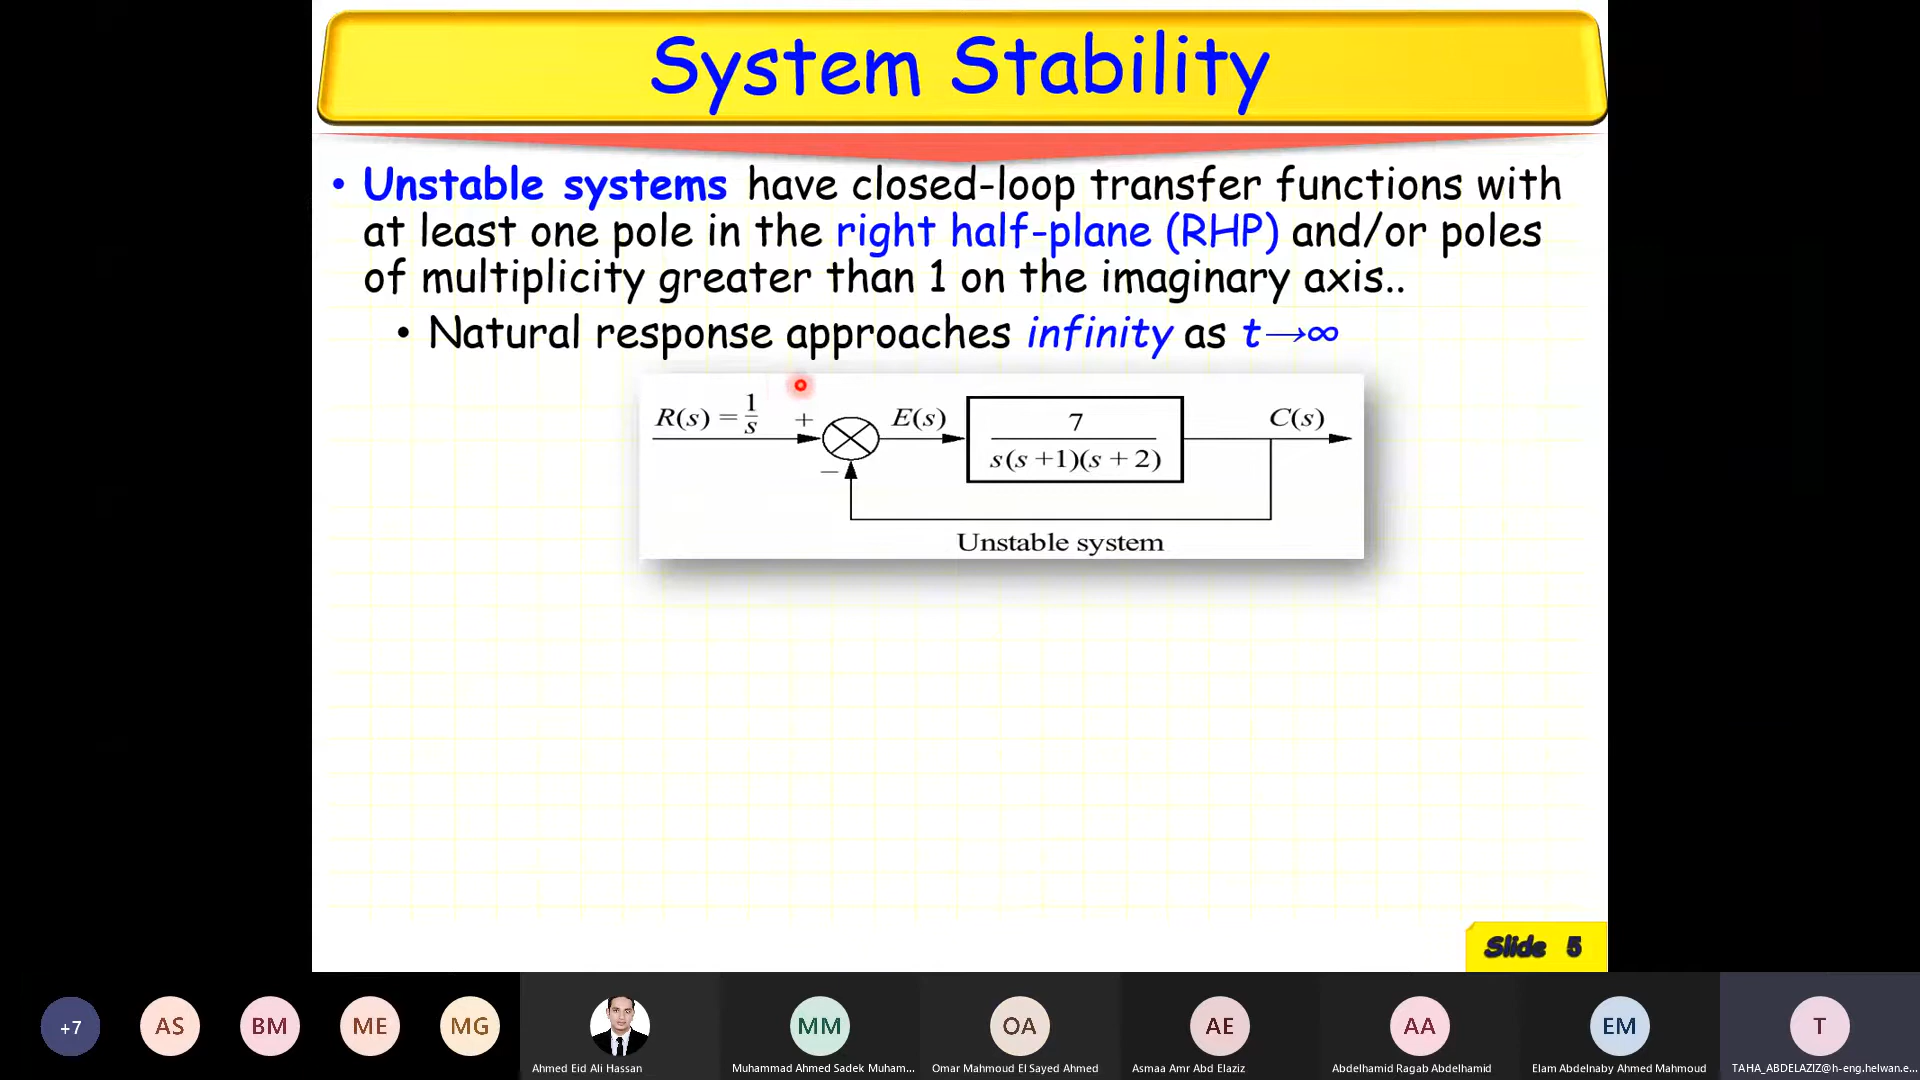 System Stability
• Unstable systems have closed-loop transfer functions with
at least one pole in the right half-plane (RHP) and/or poles
of multiplicity greater than 1 on the imaginary axis..
• Natural response approaches infinity as t→∞
R(s) = 1/s + − E(s) 7/s(s+1)(s+2) C(s)
Unstable system
Slide 5
+7 AS BM ME MG MM OA AE AA EM T
Ahmed Eid Ali Hassan Muhammad Ahmed Sadek Muham... Omar Mahmoud El Sayed Ahmed Asmaa Amr Abd Elaziz Abdelhamid Ragab Abdelhamid Elam Abdelnaby Ahmed Mahmoud TAHA_ABDELAZIZ@h-eng.helwan.e...